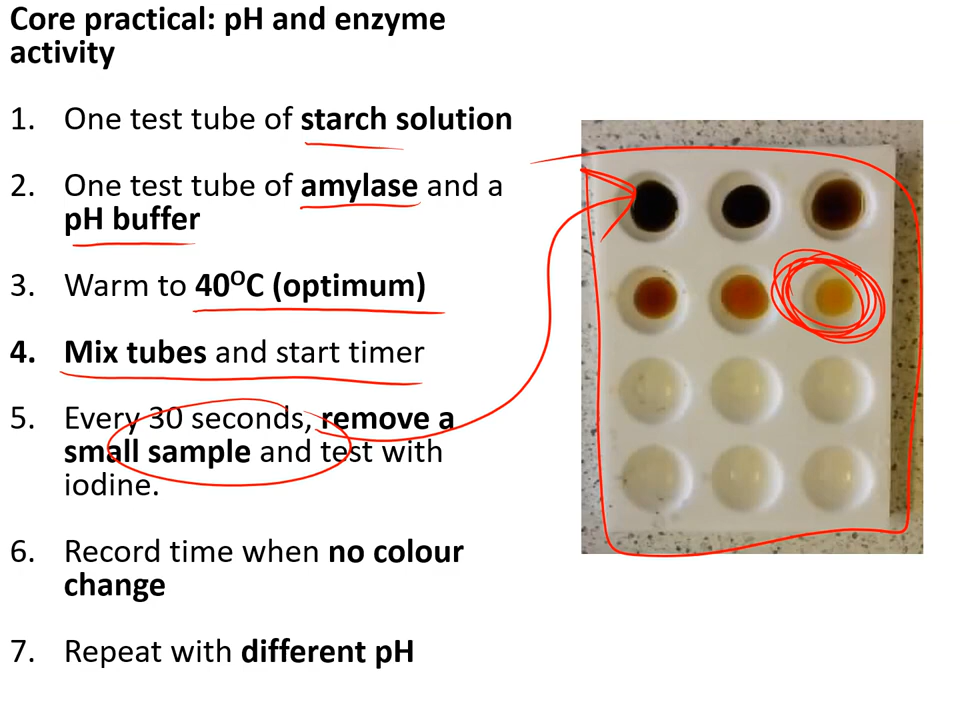 Core practical: pH and enzyme
activity
1. One test tube of starch solution
2. One test tube of amylase and a
pH buffer
3. Warm to 40ᴼC (optimum)
4. Mix tubes and start timer
5. Every 30 seconds, remove a
small sample and test with
iodine.
6. Record time when no colour
change
7. Repeat with different pH